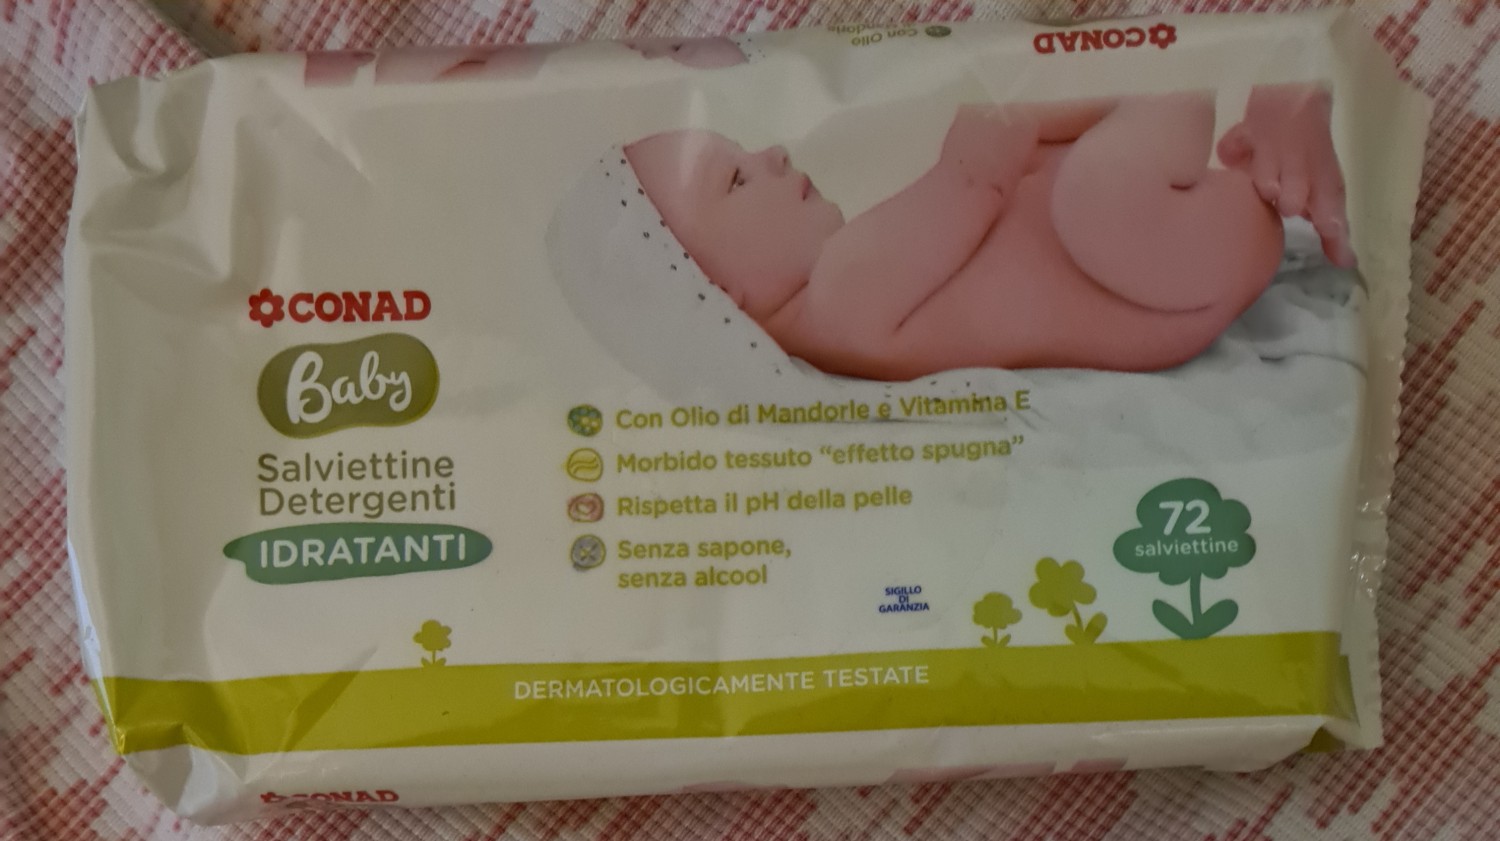 Con Olio
CONAD
CONAD
Baby
Salviettine
Detergenti
IDRATANTI
Con Olio di Mandorle e Vitamina E
Morbido tessuto “effetto spugna”
Rispetta il pH della pelle
Senza sapone,
senza alcool
72
salviettine
SIGILLO
DI
GARANZIA
DERMATOLOGICAMENTE TESTATE
CONAD